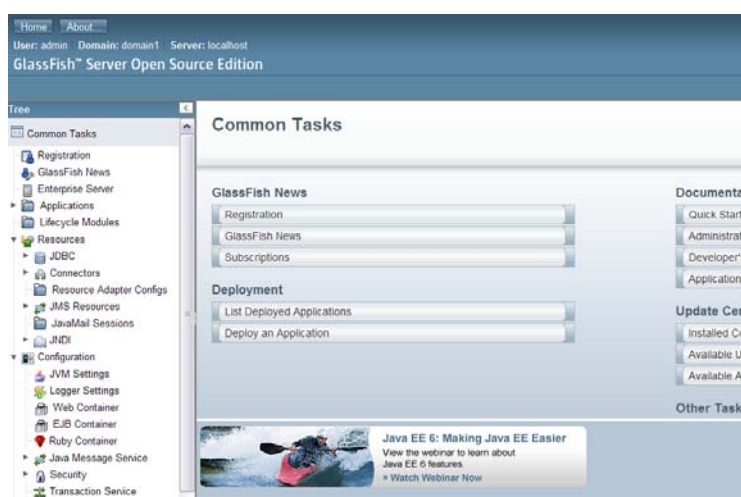 Home About...
User: admin Domain: domain1 Server: localhost
GlassFish™ Server Open Source Edition
Tree
Common Tasks
Registration
GlassFish News
Enterprise Server
Applications
Lifecycle Modules
Resources
JDBC
Connectors
Resource Adapter Configs
JMS Resources
JavaMail Sessions
JNDI
Configuration
JVM Settings
Logger Settings
Web Container
EJB Container
Ruby Container
Java Message Service
Security
Transaction Service
Common Tasks
GlassFish News
Registration
GlassFish News
Subscriptions
Deployment
List Deployed Applications
Deploy an Application
Documenta
Quick Start
Administrat
Developer'
Application
Update Cen
Installed Co
Available U
Available A
Other Task
Java EE 6: Making Java EE Easier
View the webinar to learn about
Java EE 6 features
» Watch Webinar Now